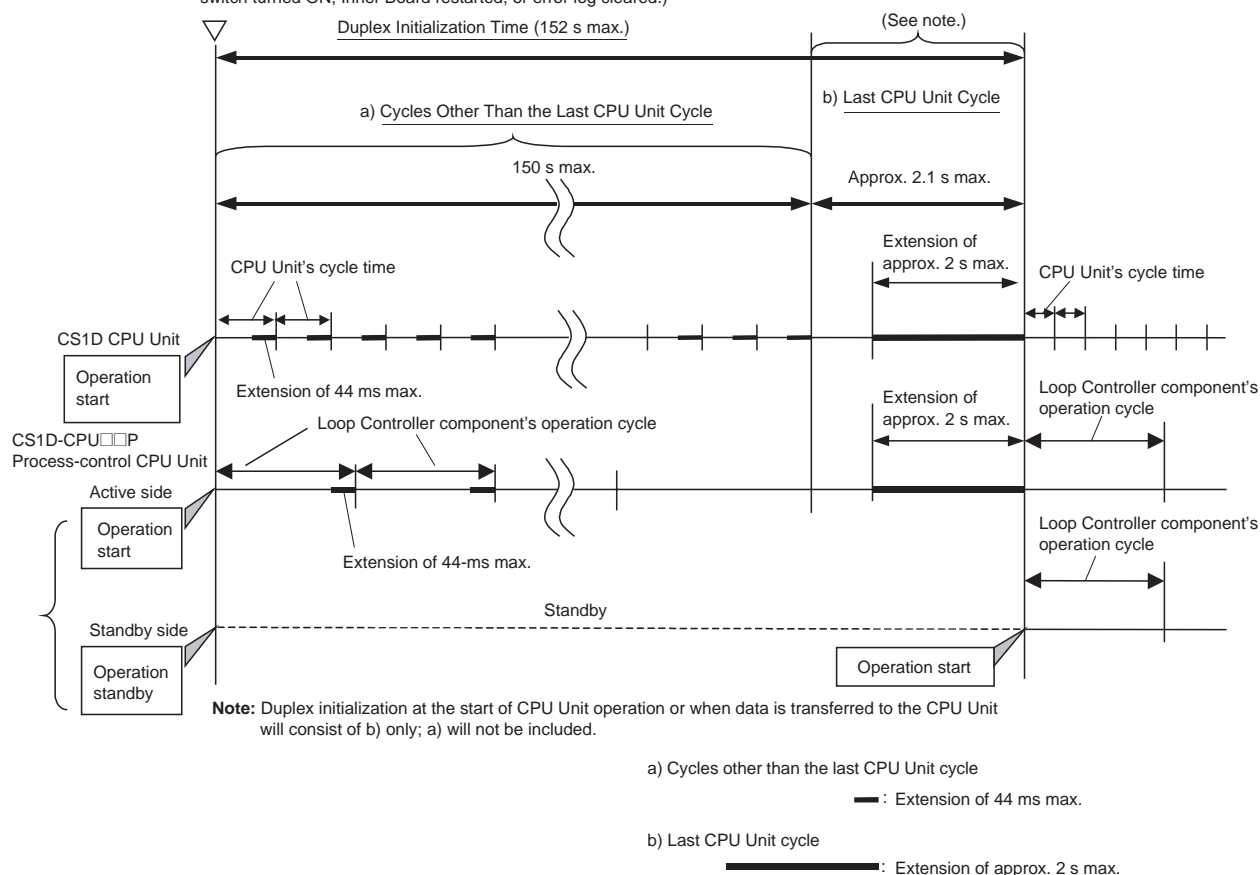 switch turned ON, Inner Board restarted, or error log cleared.)
Duplex Initialization Time (152 s max.)
(See note.)
a) Cycles Other Than the Last CPU Unit Cycle
b) Last CPU Unit Cycle
150 s max.
Approx. 2.1 s max.
Extension of
approx. 2 s max.
CPU Unit's cycle time
CPU Unit's cycle time
CS1D CPU Unit
Operation
start
Extension of 44 ms max.
CS1D-CPU□□P
Process-control CPU Unit
Loop Controller component's operation cycle
Extension of
approx. 2 s max.
Loop Controller component's
operation cycle
Active side
Operation
start
Extension of 44-ms max.
Loop Controller component's
operation cycle
Standby
Standby side
Operation
standby
Operation start
Note: Duplex initialization at the start of CPU Unit operation or when data is transferred to the CPU Unit
will consist of b) only; a) will not be included.
a) Cycles other than the last CPU Unit cycle
: Extension of 44 ms max.
b) Last CPU Unit cycle
: Extension of approx. 2 s max.